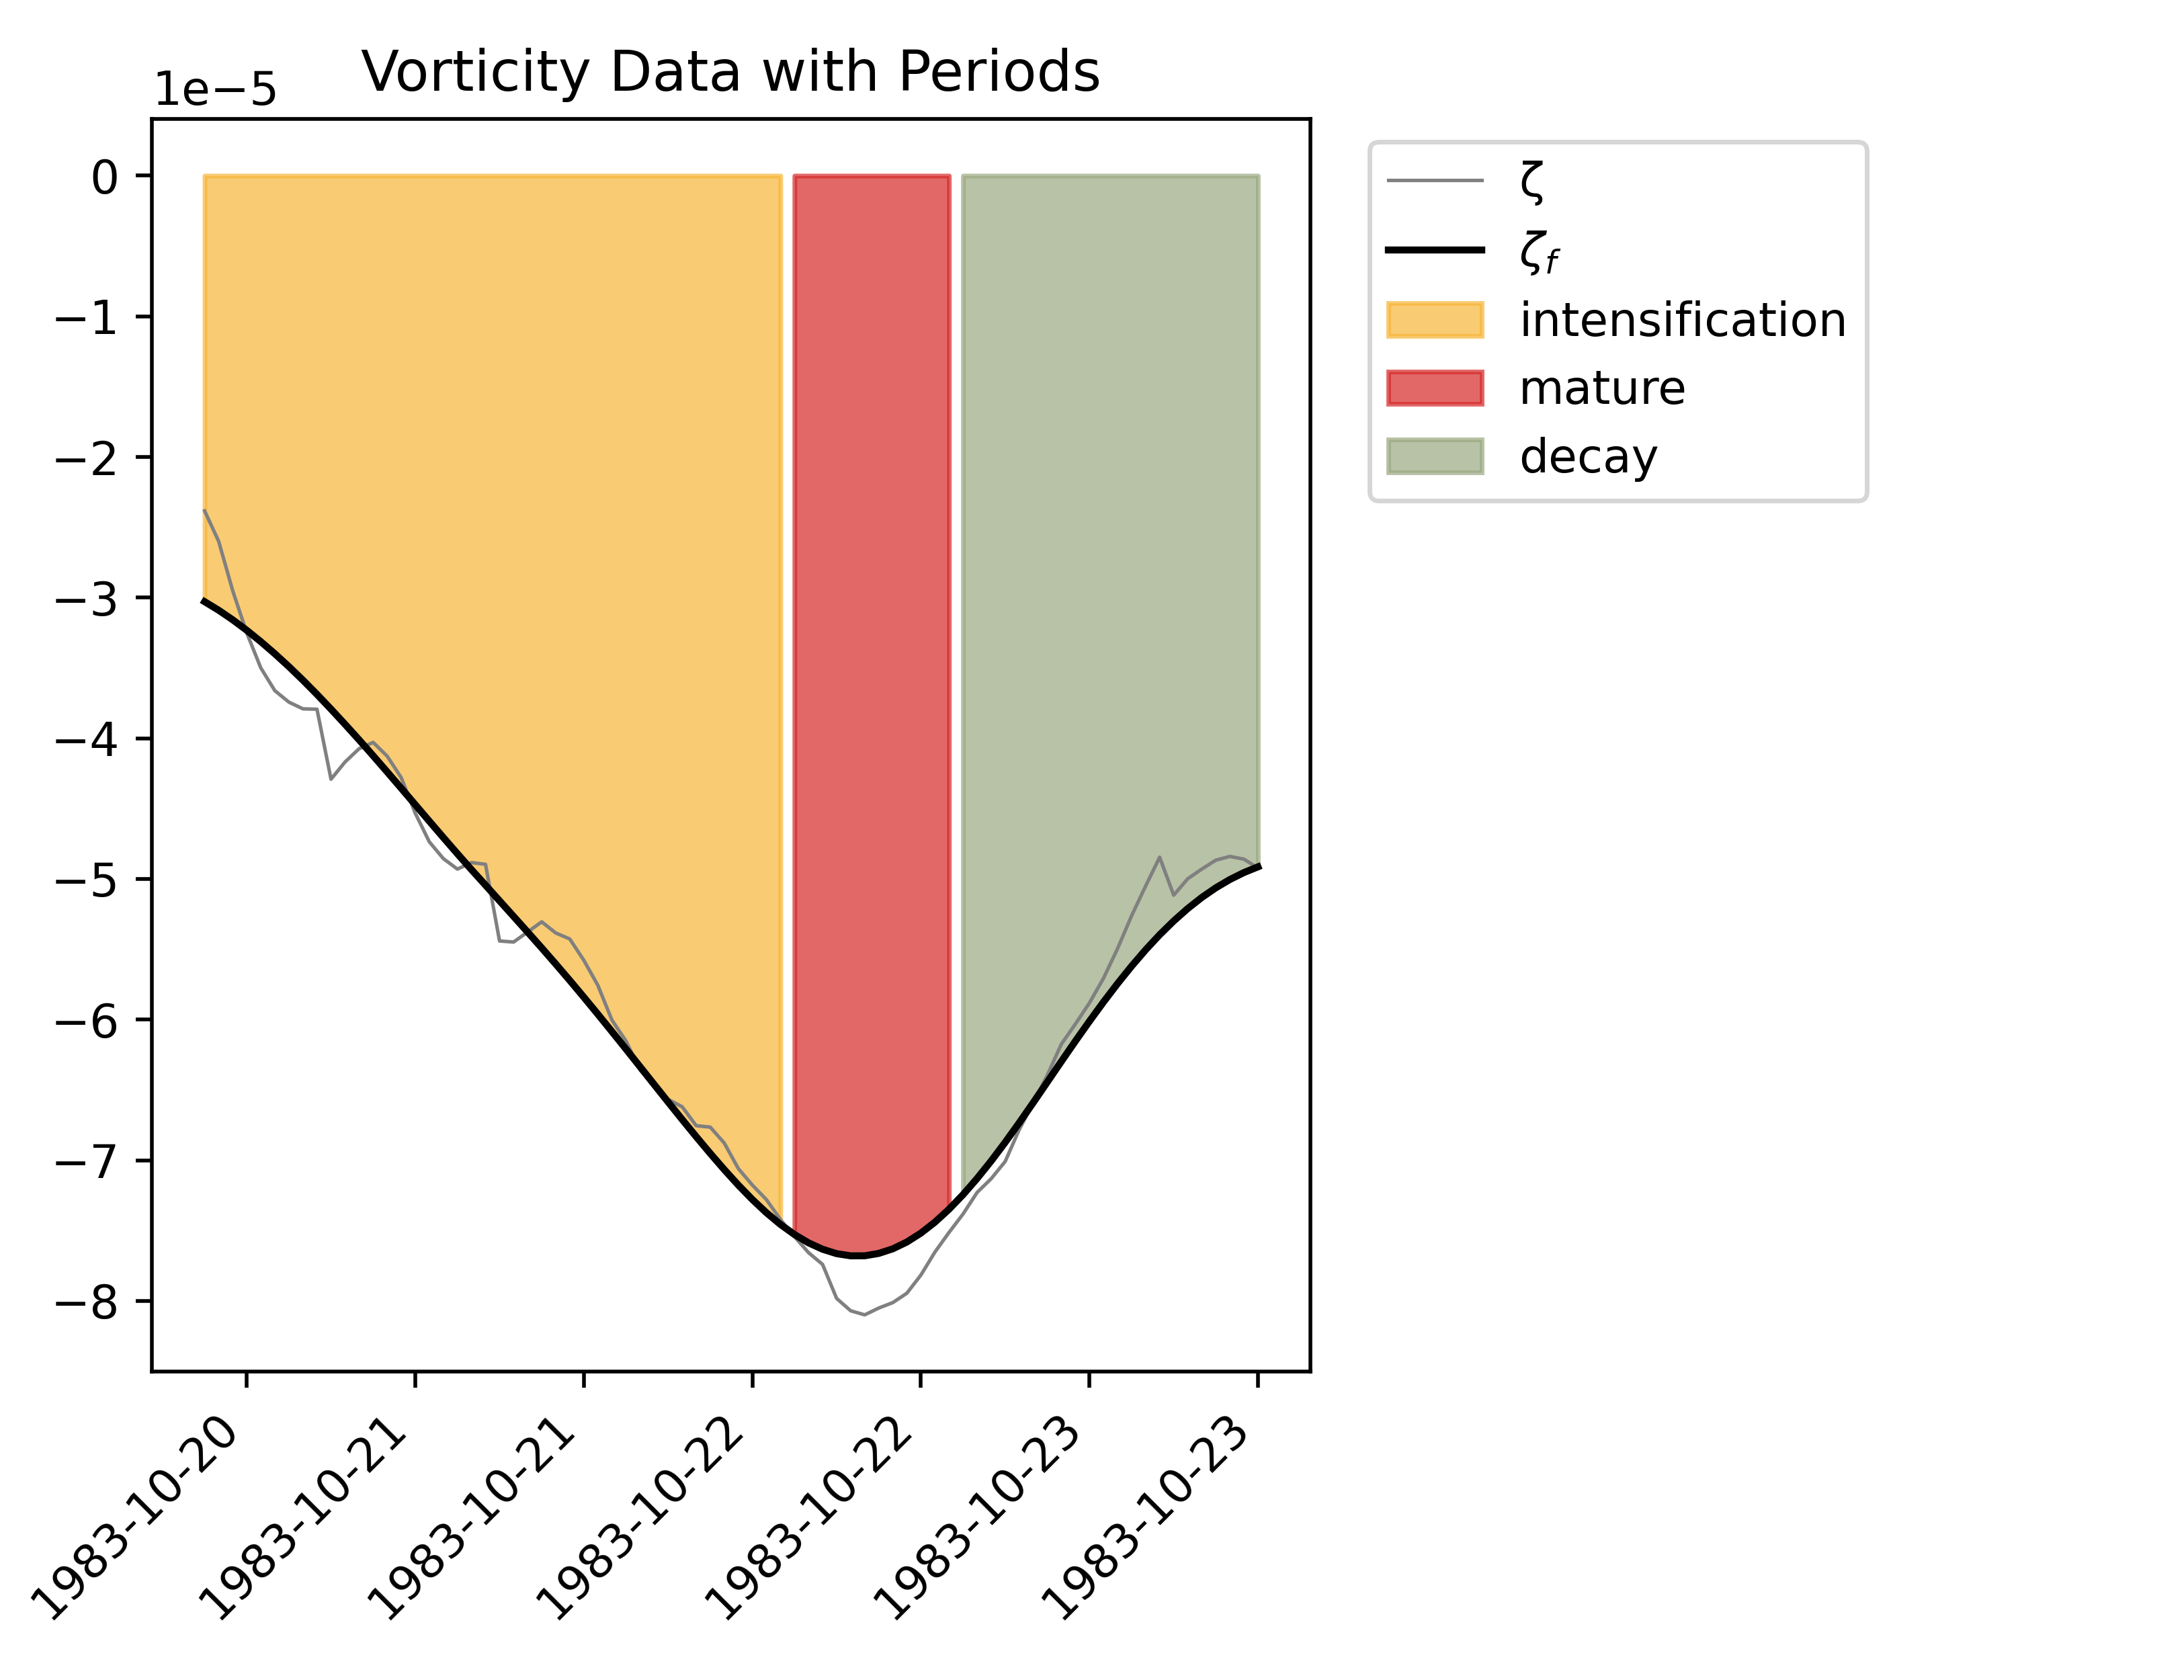 Vorticity Data with Periods
1e−5
0
−1
−2
−3
−4
−5
−6
−7
−8
1983-10-20
1983-10-21
1983-10-21
1983-10-22
1983-10-22
1983-10-23
1983-10-23
ζ
ζf
intensification
mature
decay